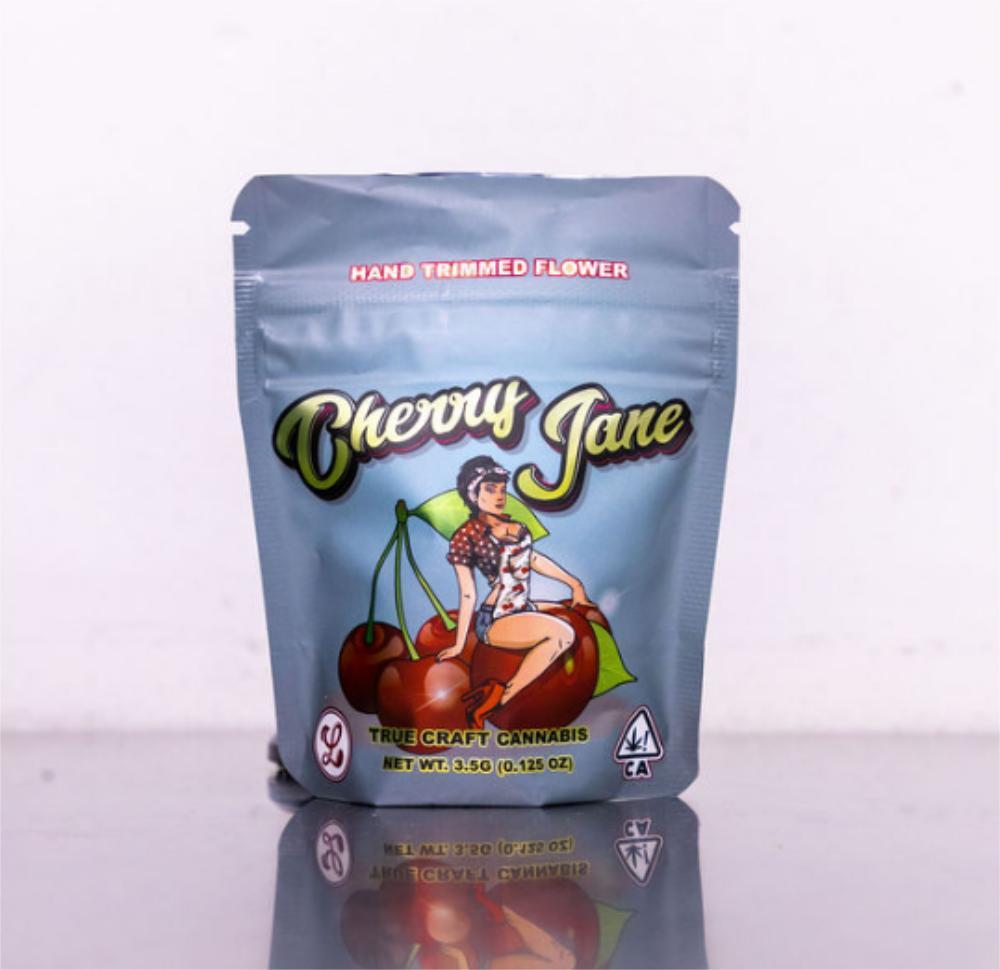 HAND TRIMMED FLOWER
Cherry Jane
TRUE CRAFT CANNABIS
NET WT. 3.5G (0.125 OZ)
L
!
CA